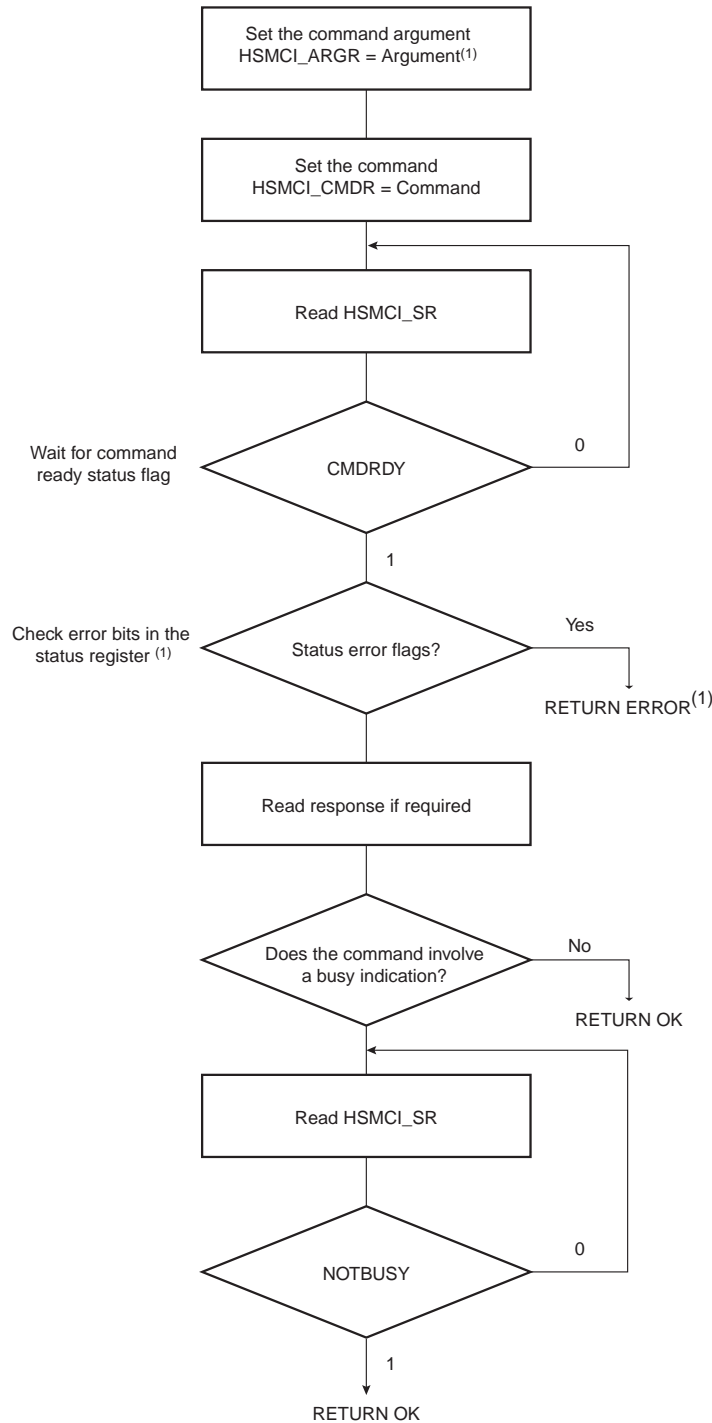 Set the command argument
HSMCI_ARGR = Argument(1)
Set the command
HSMCI_CMDR = Command
Read HSMCI_SR
Wait for command
ready status flag
CMDRDY
0
1
Check error bits in the
status register (1)
Status error flags?
Yes
RETURN ERROR(1)
Read response if required
Does the command involve
a busy indication?
No
RETURN OK
Read HSMCI_SR
NOTBUSY
0
1
RETURN OK